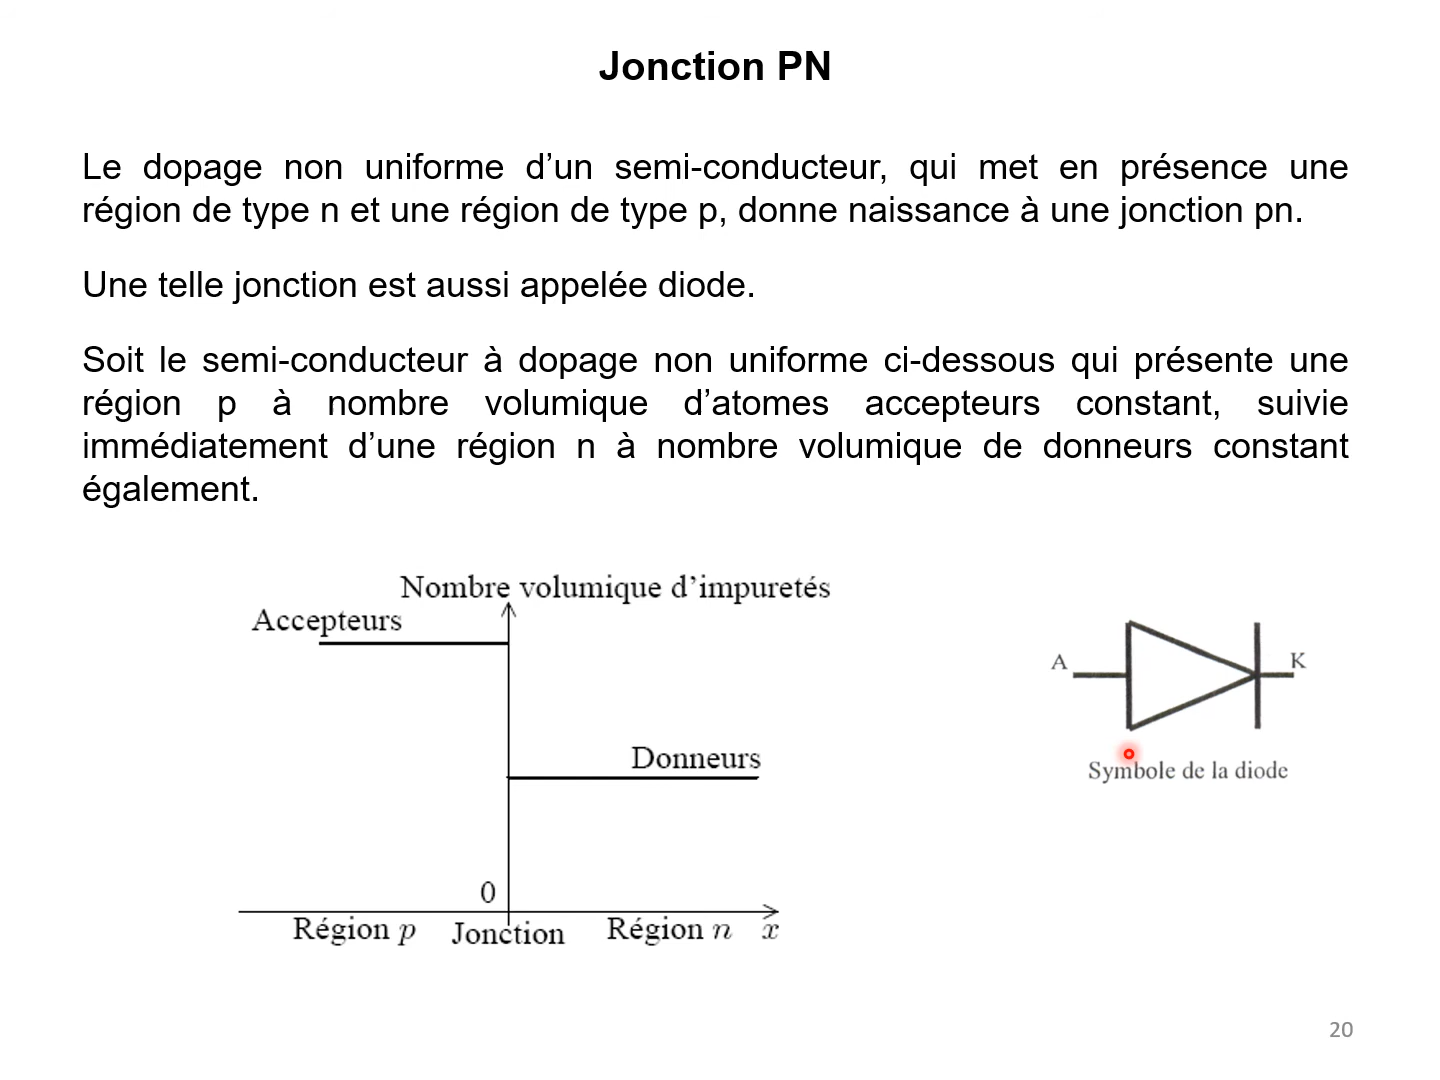 Jonction PN
Le dopage non uniforme d’un semi-conducteur, qui met en présence une
région de type n et une région de type p, donne naissance à une jonction pn.
Une telle jonction est aussi appelée diode.
Soit le semi-conducteur à dopage non uniforme ci-dessous qui présente une
région p à nombre volumique d’atomes accepteurs constant, suivie
immédiatement d’une région n à nombre volumique de donneurs constant
également.
Nombre volumique d’impuretés
Accepteurs
Donneurs
0
Région p
Jonction
Région n
x
A
K
Symbole de la diode
20